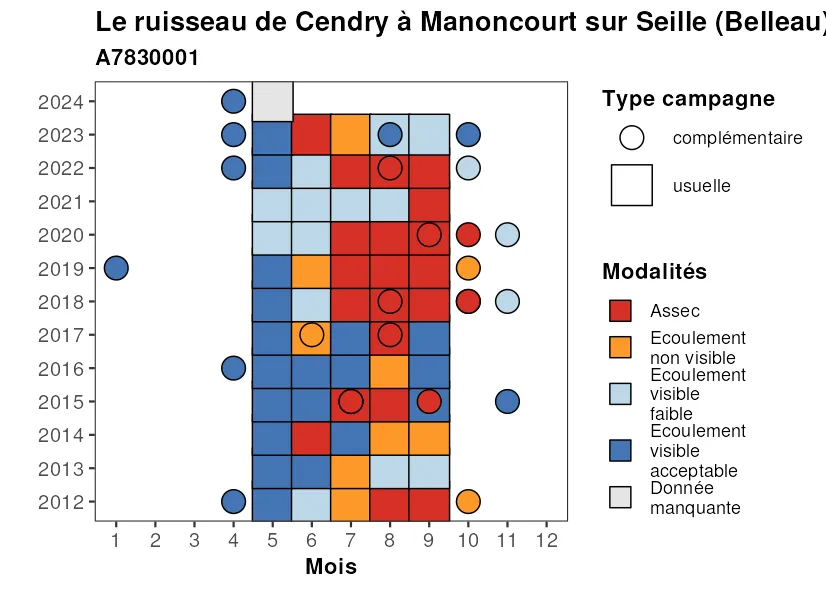 Le ruisseau de Cendry à Manoncourt sur Seille (Belleau)
A7830001
2024
2023
2022
2021
2020
2019
2018
2017
2016
2015
2014
2013
2012
1 2 3 4 5 6 7 8 9 10 11 12
Mois
Type campagne
complémentaire
usuelle
Modalités
Assec
Ecoulement
non visible
Ecoulement
visible
faible
Ecoulement
visible
acceptable
Donnée
manquante